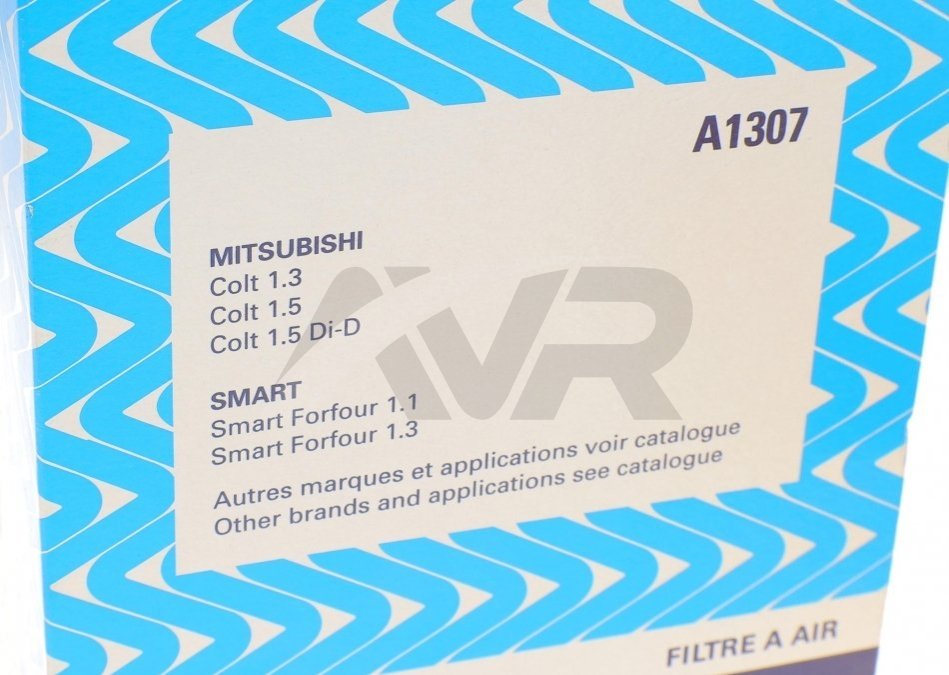 A1307
MITSUBISHI
Colt 1.3
Colt 1.5
Colt 1.5 Di-D
SMART
Smart Forfour 1.1
Smart Forfour 1.3
Autres marques et applications voir catalogue
Other brands and applications see catalogue
FILTRE A AIR
AVR